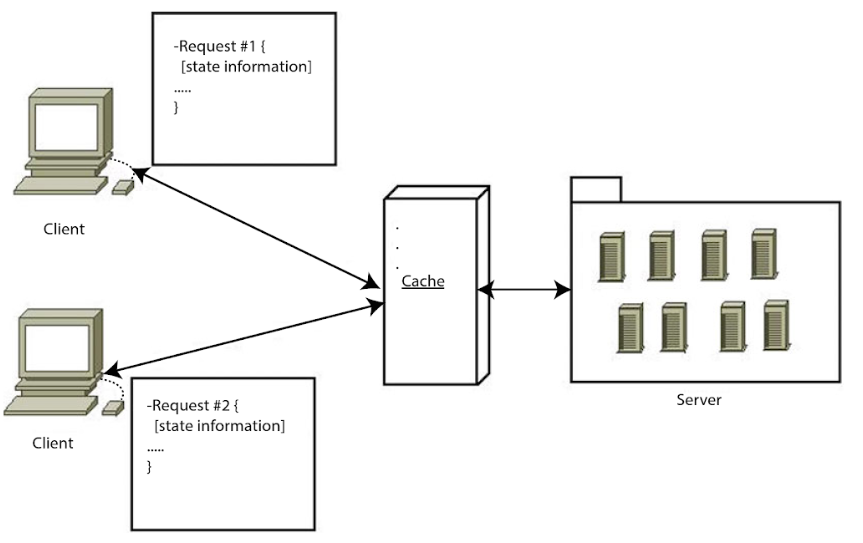 -Request #1 {
[state information]
.....
}
Client
.
.
.
Cache
Server
Client
-Request #2 {
[state information]
.....
}